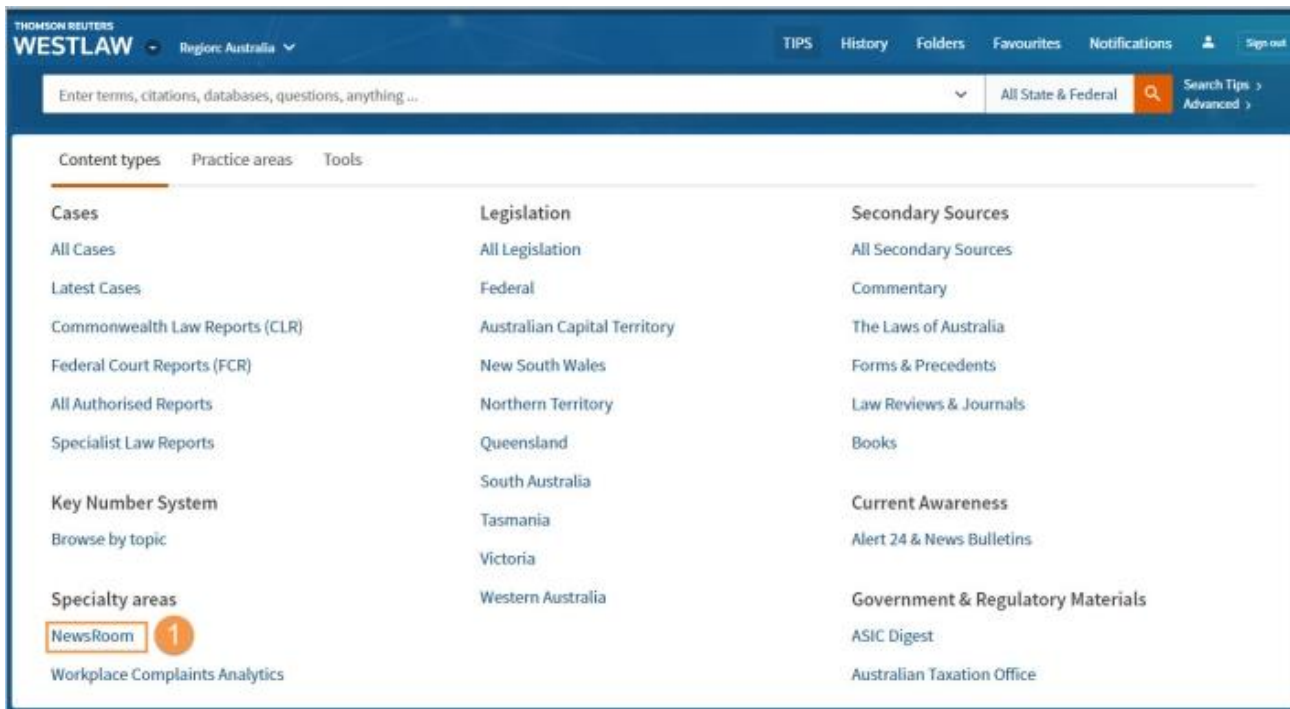 THOMSON REUTERS
WESTLAW
Region: Australia
TIPS
History
Folders
Favourites
Notifications
Sign out
Enter terms, citations, databases, questions, anything ...
All State & Federal
Search Tips >
Advanced >
Content types
Practice areas
Tools
Cases
All Cases
Latest Cases
Commonwealth Law Reports (CLR)
Federal Court Reports (FCR)
All Authorised Reports
Specialist Law Reports
Key Number System
Browse by topic
Specialty areas
NewsRoom
1
Workplace Complaints Analytics
Legislation
All Legislation
Federal
Australian Capital Territory
New South Wales
Northern Territory
Queensland
South Australia
Tasmania
Victoria
Western Australia
Secondary Sources
All Secondary Sources
Commentary
The Laws of Australia
Forms & Precedents
Law Reviews & Journals
Books
Current Awareness
Alert 24 & News Bulletins
Government & Regulatory Materials
ASIC Digest
Australian Taxation Office